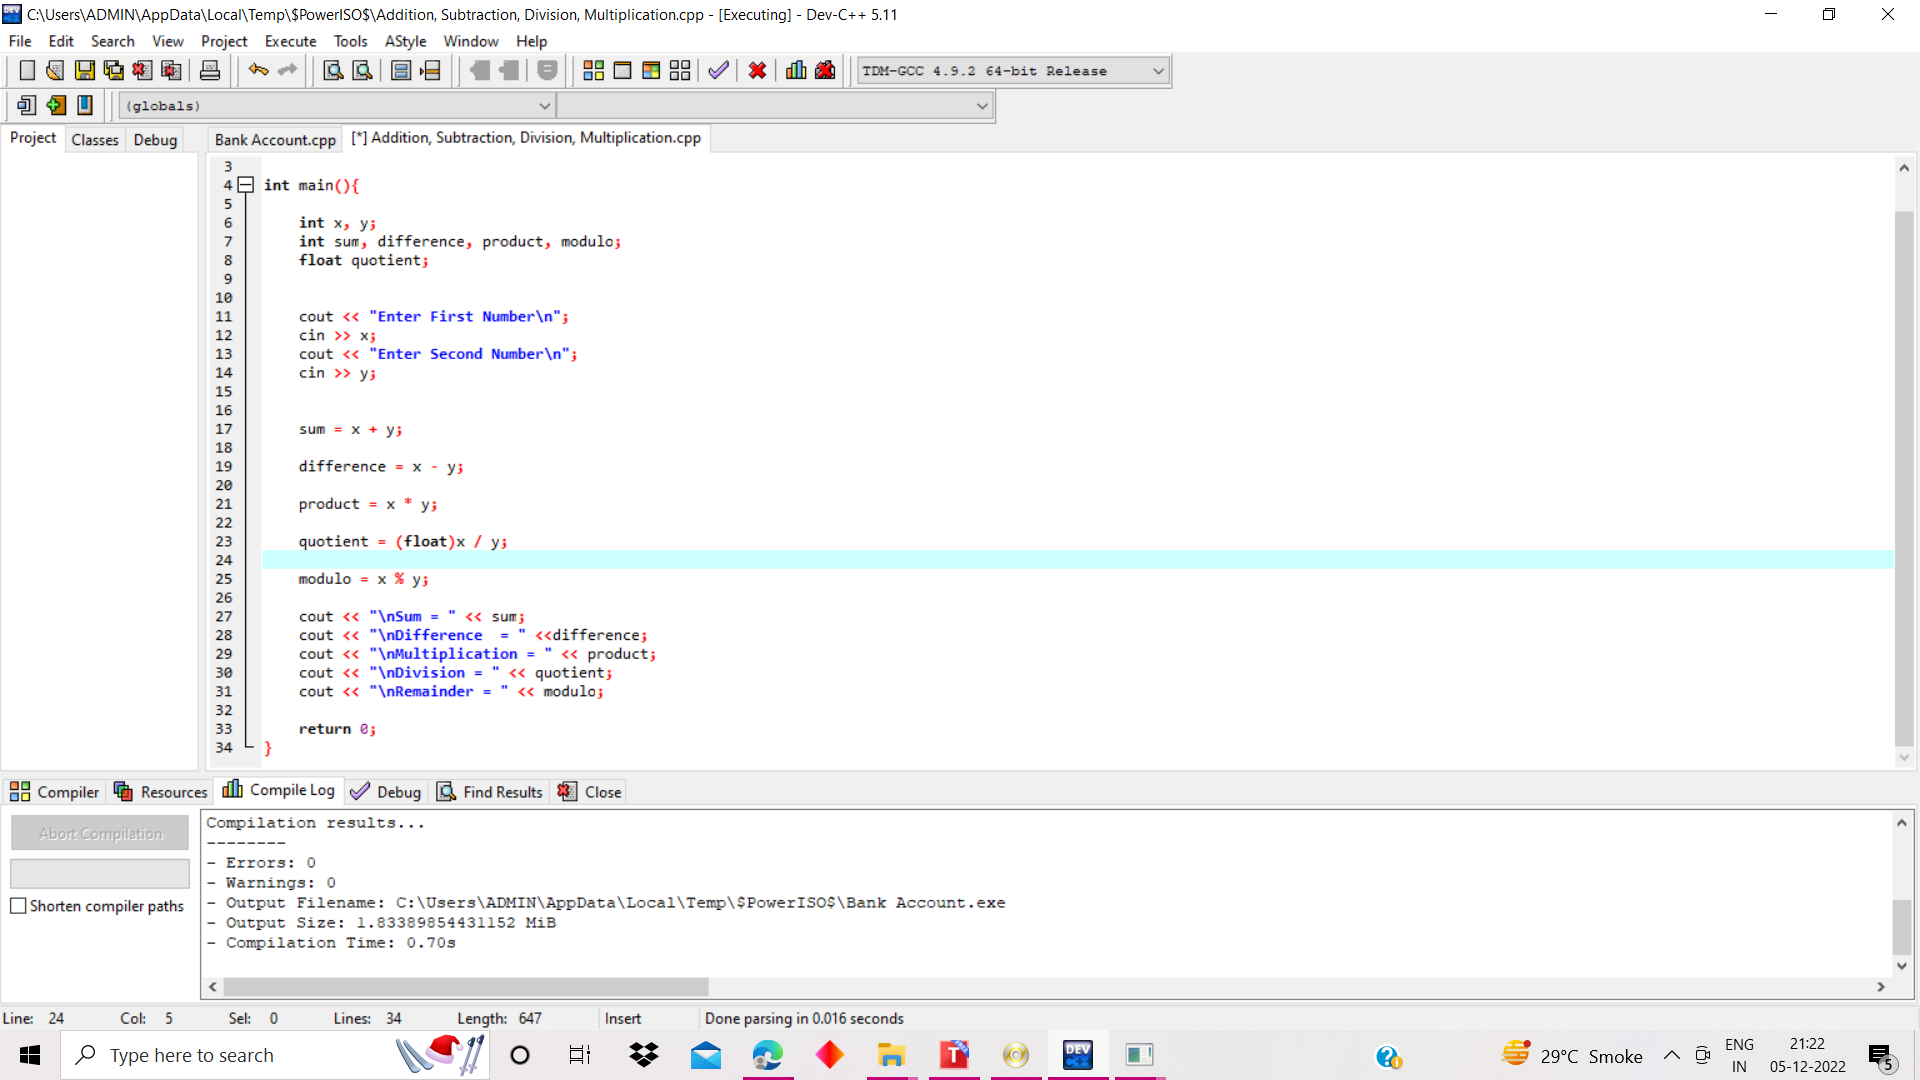 C:\Users\ADMIN\AppData\Local\Temp\$PowerISO$\Addition, Subtraction, Division, Multiplication.cpp - [Executing] - Dev-C++ 5.11
File Edit Search View Project Execute Tools AStyle Window Help
TDM-GCC 4.9.2 64-bit Release
(globals)
Project Classes Debug Bank Account.cpp [*] Addition, Subtraction, Division, Multiplication.cpp
3
4 int main(){
5
6 int x, y;
7 int sum, difference, product, modulo;
8 float quotient;
9
10
11 cout << "Enter First Number\n";
12 cin >> x;
13 cout << "Enter Second Number\n";
14 cin >> y;
15
16
17 sum = x + y;
18
19 difference = x - y;
20
21 product = x * y;
22
23 quotient = (float)x / y;
24
25 modulo = x % y;
26
27 cout << "\nSum = " << sum;
28 cout << "\nDifference  = " <<difference;
29 cout << "\nMultiplication = " << product;
30 cout << "\nDivision = " << quotient;
31 cout << "\nRemainder = " << modulo;
32
33 return 0;
34 }
Compiler Resources Compile Log Debug Find Results Close
Abort Compilation
Shorten compiler paths
Compilation results...
--------
- Errors: 0
- Warnings: 0
- Output Filename: C:\Users\ADMIN\AppData\Local\Temp\$PowerISO$\Bank Account.exe
- Output Size: 1.83389854431152 MiB
- Compilation Time: 0.70s
Line: 24 Col: 5 Sel: 0 Lines: 34 Length: 647 Insert Done parsing in 0.016 seconds
Type here to search
DEV C++
29°C Smoke
ENG
IN
21:22
05-12-2022
5